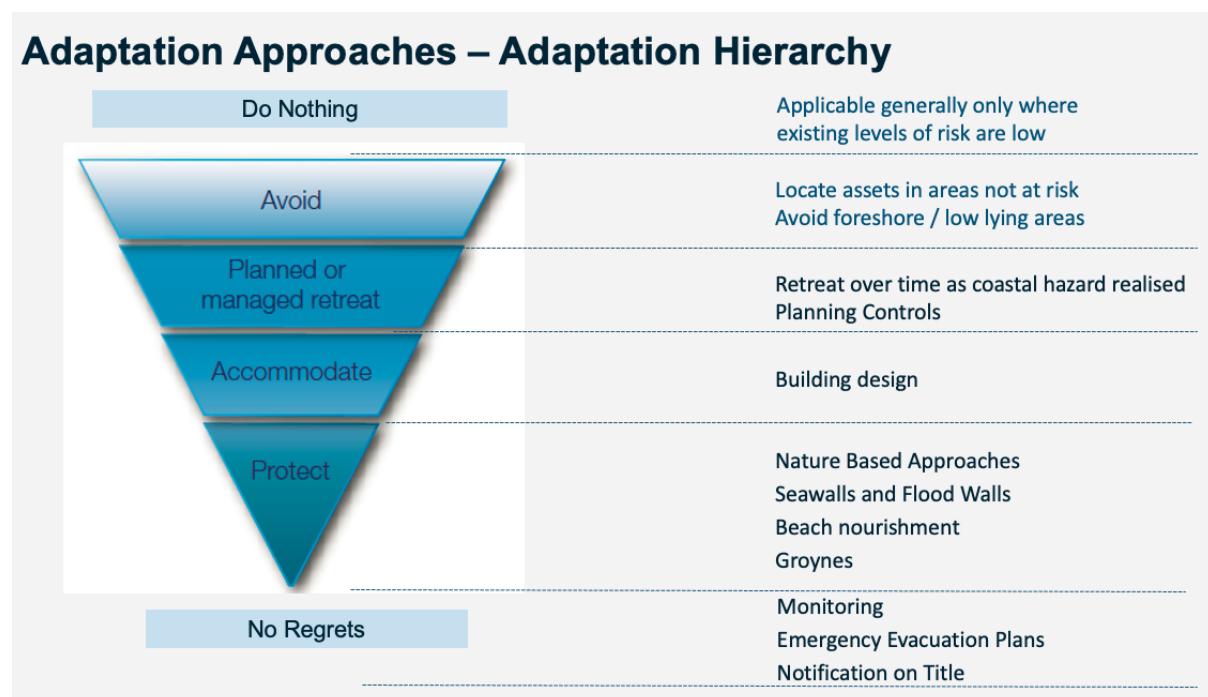 Adaptation Approaches – Adaptation Hierarchy
Do Nothing
Applicable generally only where
existing levels of risk are low
Avoid
Locate assets in areas not at risk
Avoid foreshore / low lying areas
Planned or
managed retreat
Retreat over time as coastal hazard realised
Planning Controls
Accommodate
Building design
Protect
Nature Based Approaches
Seawalls and Flood Walls
Beach nourishment
Groynes
No Regrets
Monitoring
Emergency Evacuation Plans
Notification on Title